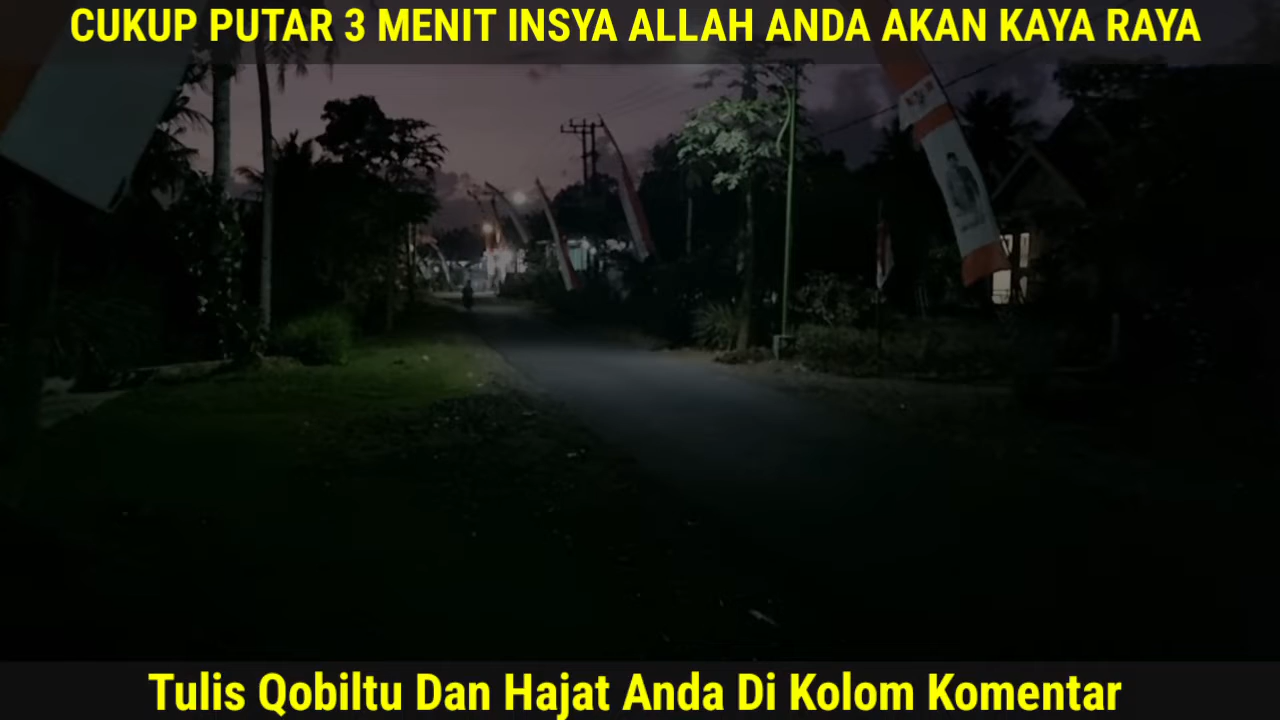 CUKUP PUTAR 3 MENIT INSYA ALLAH ANDA AKAN KAYA RAYA
Tulis Qobiltu Dan Hajat Anda Di Kolom Komentar